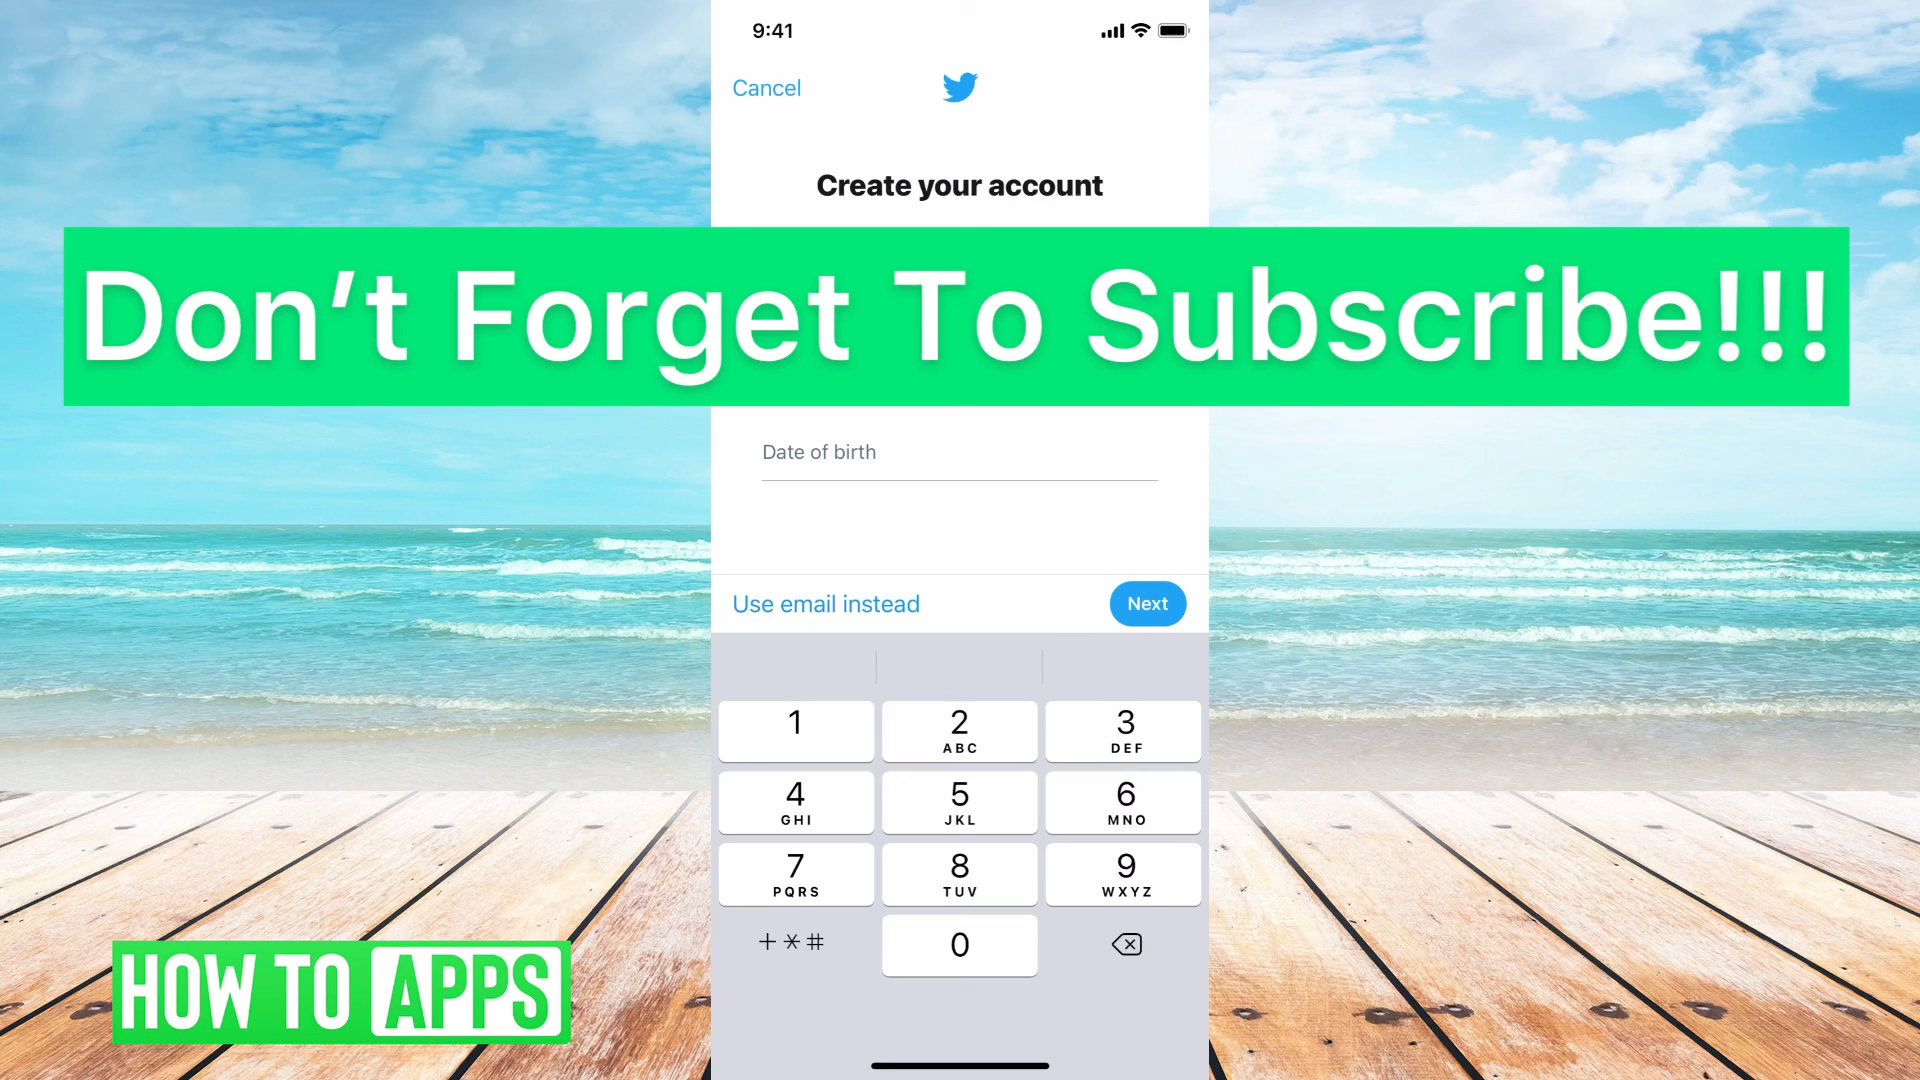 9:41
Cancel
Create your account
Don’t Forget To Subscribe!!!
Date of birth
Use email instead
Next
1
2
ABC
3
DEF
4
GHI
5
JKL
6
MNO
7
PQRS
8
TUV
9
WXYZ
+*#
0
HOW TO APPS